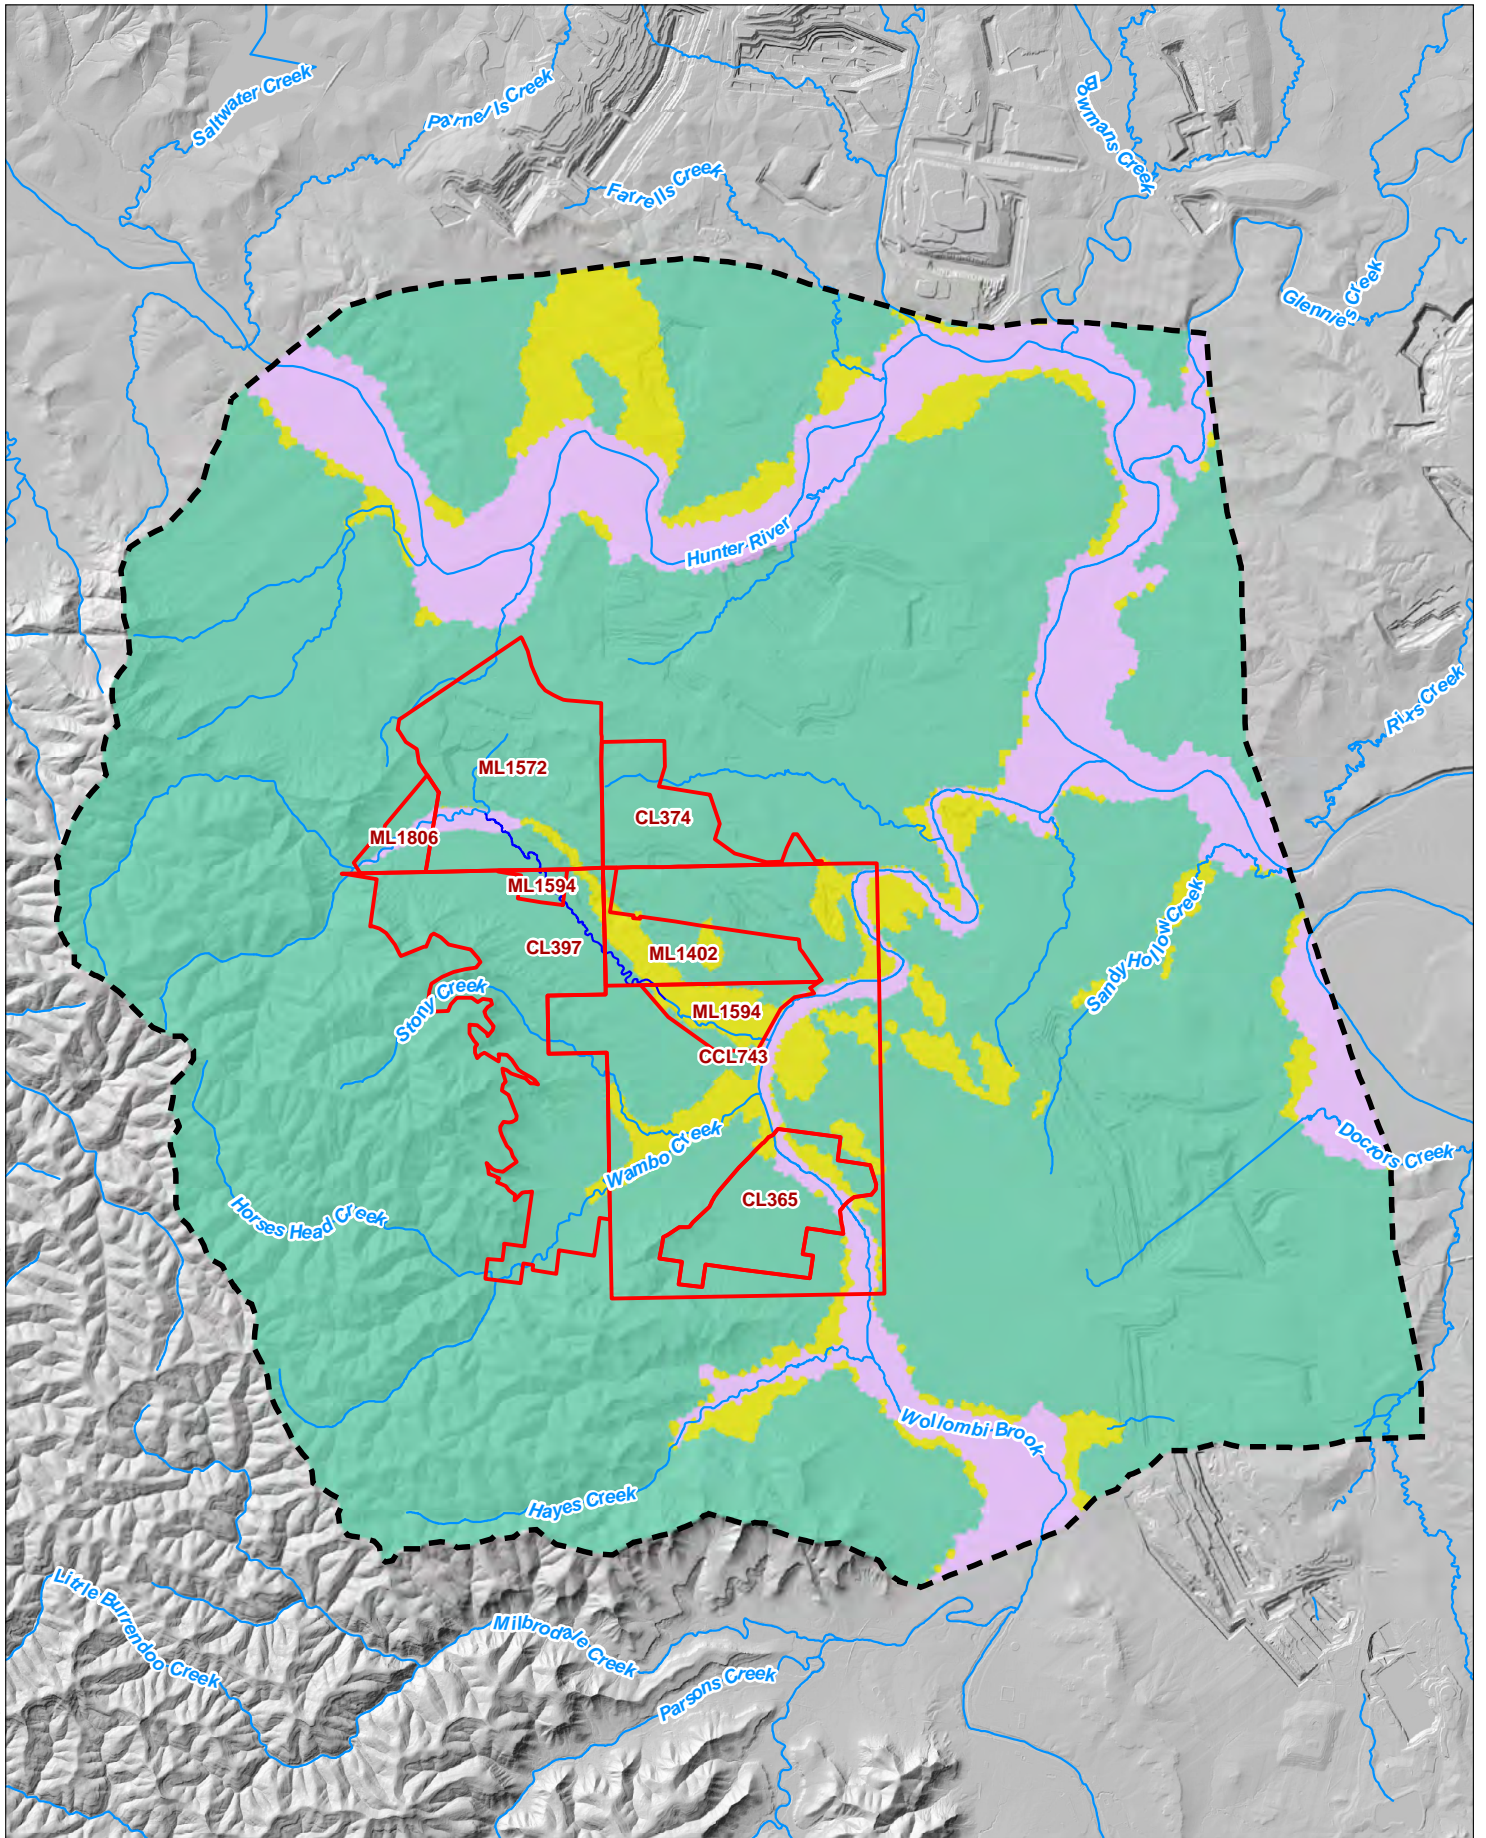 Saltwater Creek
Parnells Creek
Bowmans Creek
Farrells Creek
Glennies Creek
Hunter River
Rixs Creek
ML1572
CL374
ML1806
ML1594
CL397
ML1402
Sandy Hollow Creek
Stony Creek
ML1594
CCL743
Wambo Creek
Doctors Creek
CL365
Horses Head Creek
Wollombi Brook
Hayes Creek
Little Burrendoo Creek
Milbrodale Creek
Parsons Creek